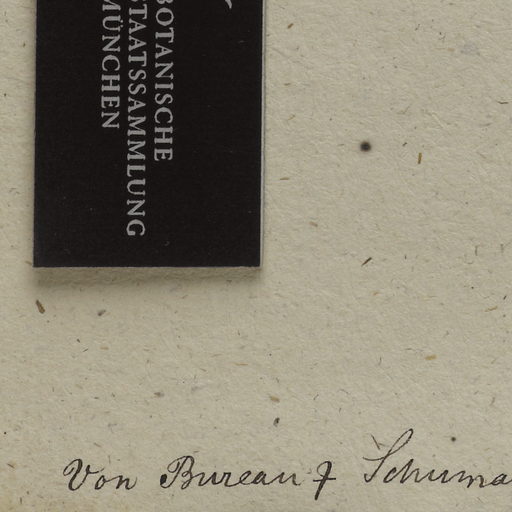 BOTANISCHE
STAATSSAMMLUNG
MÜNCHEN
Von Bureau & Schuma